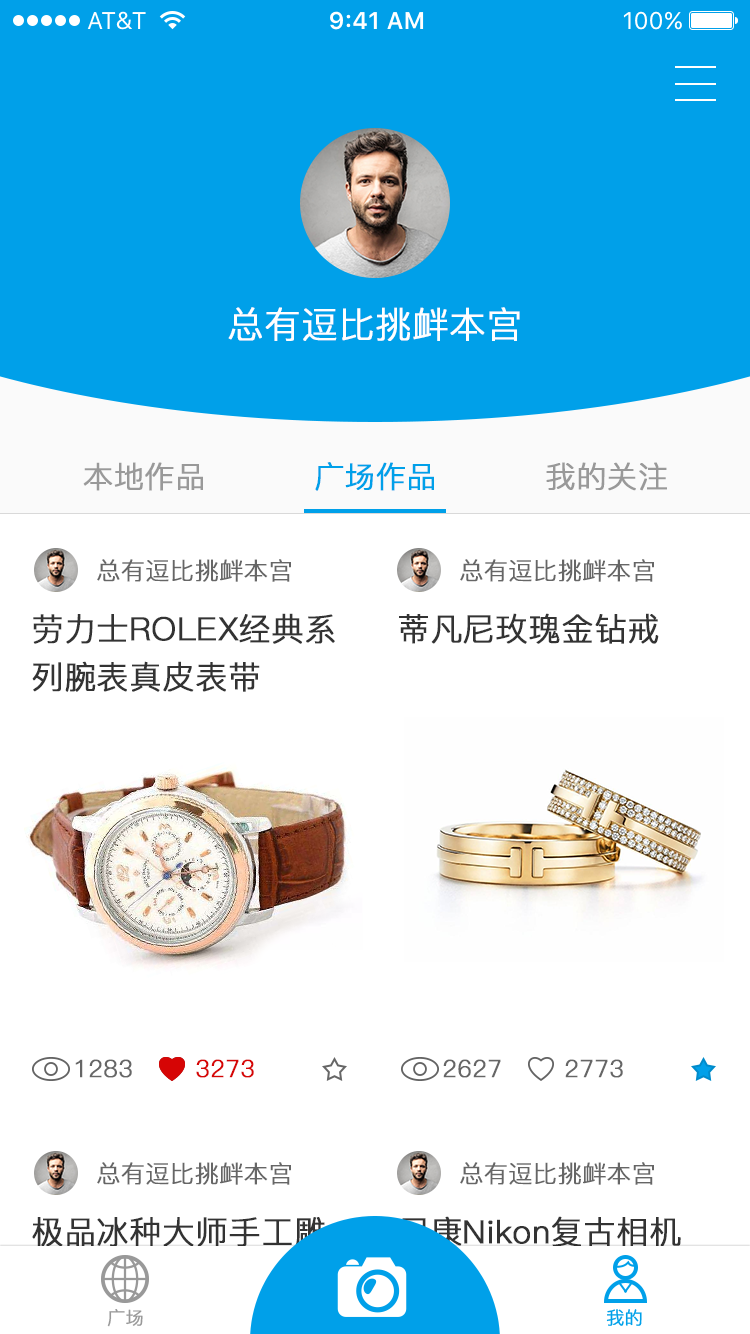 AT&T 9:41 AM 100%
总有逗比挑衅本宫
本地作品 广场作品 我的关注
总有逗比挑衅本宫
劳力士ROLEX经典系
列腕表真皮表带
1283 3273
总有逗比挑衅本宫
蒂凡尼玫瑰金钻戒
2627 2773
总有逗比挑衅本宫
极品冰种大师手工雕
总有逗比挑衅本宫
康Nikon复古相机
广场 我的